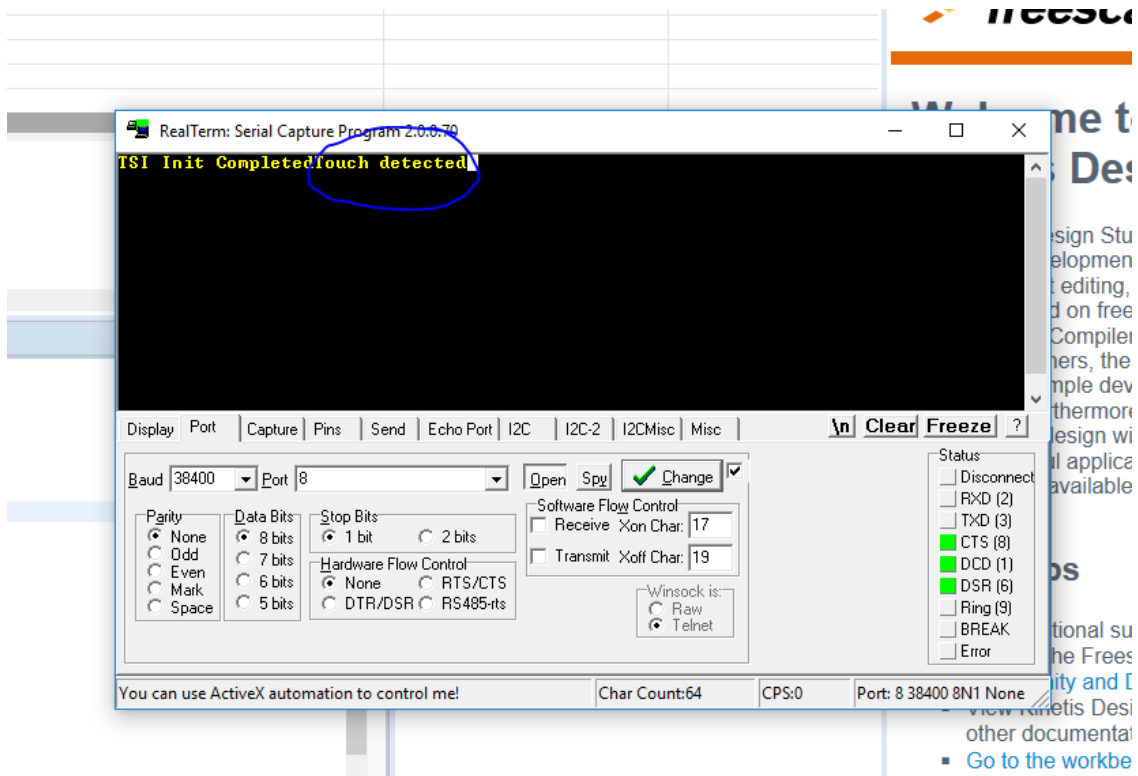 RealTerm: Serial Capture Program 2.0.0.70
TSI Init CompletedTouch detected
me
Des
sign
elopmen
editing,
on free
Compiler
hers, the
mple dev
thermore
design wi
applica
available
Display Port Capture Pins Send Echo Port I2C I2C-2 I2CMisc Misc \n Clear Freeze ?
Baud 38400 Port 8 Open Spy Change
Parity
None
Odd
Even
Mark
Space
Data Bits
8 bits
7 bits
6 bits
5 bits
Stop Bits
1 bit 2 bits
Hardware Flow Control
None RTS/CTS
DTR/DSR RS485-rts
Software Flow Control
Receive Xon Char: 17
Transmit Xoff Char: 19
Winsock is:
Raw
Telnet
Status
Disconnect
RXD (2)
TXD (3)
CTS (8)
DCD (1)
DSR (6)
Ring (9)
BREAK
Error
You can use ActiveX automation to control me! Char Count:64 CPS:0 Port: 8 38400 8N1 None
ps
tional su
he Frees
ity and D
View Kinetis Desi
other documentat
Go to the workbe